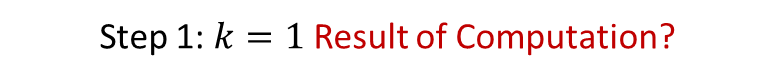 Step 1: k = 1 Result of Computation?